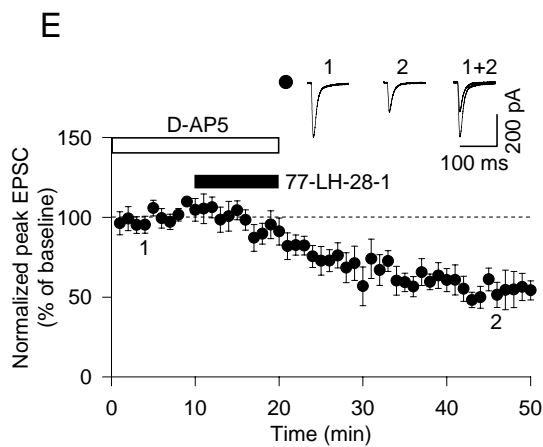 E
1 2 1+2
200 pA
100 ms
D-AP5
77-LH-28-1
Normalized peak EPSC
(% of baseline)
150
100
50
0
1
2
0 10 20 30 40 50
Time (min)